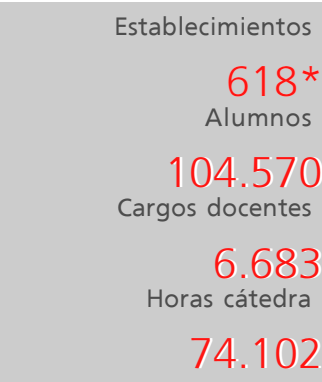 Establecimientos
618*
Alumnos
104.570
Cargos docentes
6.683
Horas cátedra
74.102